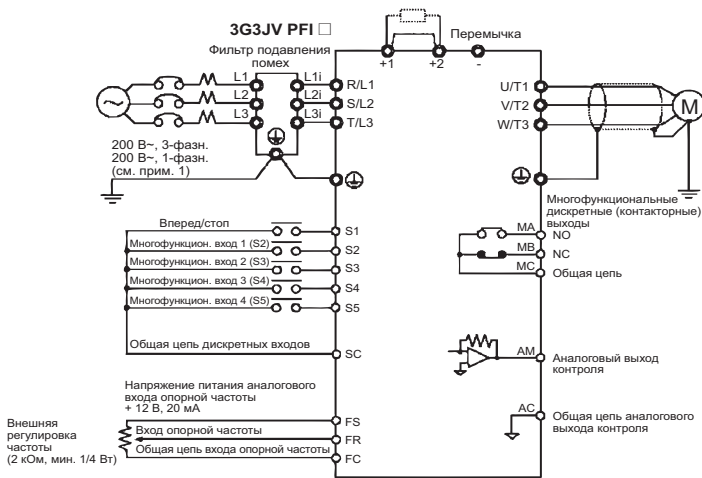 3G3JV PFI □
Фильтр подавления
помех
Перемычка
+1
+2
-
L1
L1i
R/L1
L2
L2i
S/L2
L3
L3i
T/L3
U/T1
V/T2
W/T3
M
200 В~, 3-фазн.
200 В~, 1-фазн.
(см. прим. 1)
Многофункциональные
дискретные (контакторные)
выходы
Вперед/стоп
S1
Многофункцион. вход 1 (S2)
S2
Многофункцион. вход 2 (S3)
S3
Многофункцион. вход 3 (S4)
S4
Многофункцион. вход 4 (S5)
S5
Общая цепь дискретных входов
SC
MA
NO
MB
NC
MC
Общая цепь
AM
Аналоговый выход
контроля
AC
Общая цепь аналогового
выхода контроля
Напряжение питания аналогового
входа опорной частоты
+ 12 В, 20 мА
FS
Вход опорной частоты
FR
Общая цепь входа опорной частоты
FC
Внешняя
регулировка
частоты
(2 кОм, мин. 1/4 Вт)